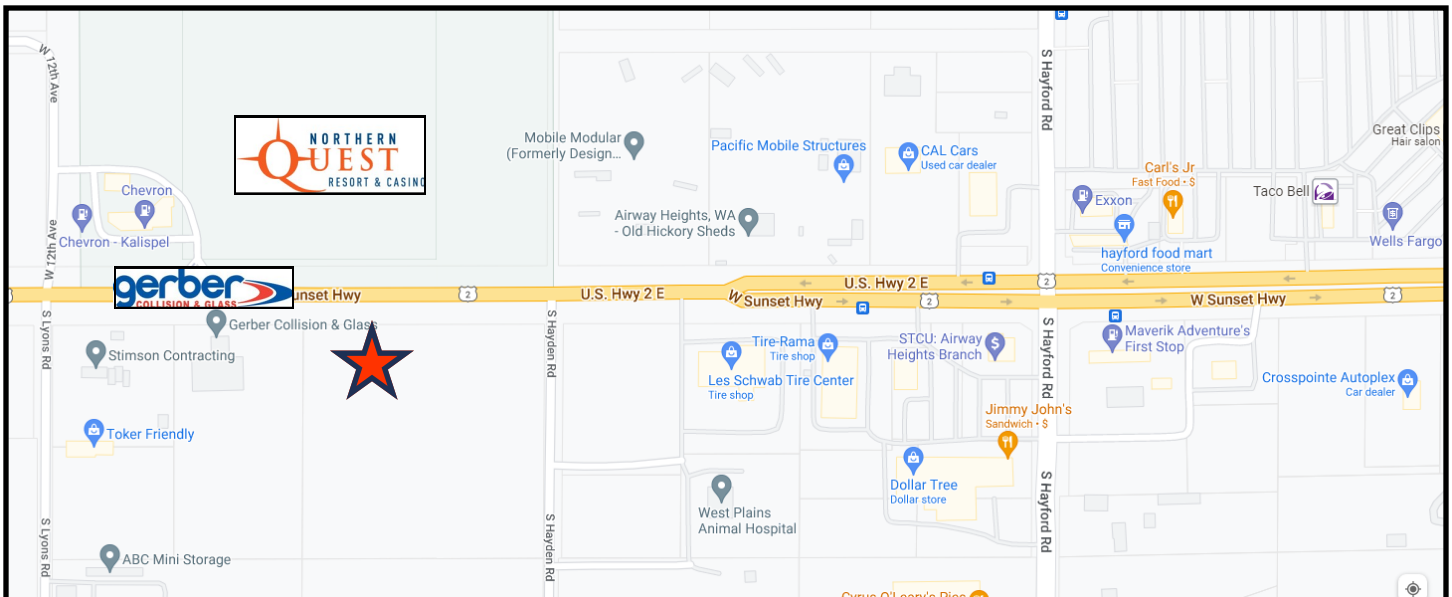 W 12th Ave
S Hayford Rd
NORTHERN
QUEST
RESORT & CASINO
Mobile Modular
(Formerly Design...
Pacific Mobile Structures
CAL Cars
Used car dealer
Great Clips
Hair salon
Carl's Jr
Fast Food • $
Taco Bell
Chevron
Exxon
Chevron - Kalispel
Airway Heights, WA
- Old Hickory Sheds
hayford food mart
Convenience store
Wells Fargo
W 12th Ave
gerber
COLLISION & GLASS
unset Hwy
2
U.S. Hwy 2 E
U.S. Hwy 2 E
W Sunset Hwy
2
2
W Sunset Hwy
2
S Lyons Rd
Gerber Collision & Glass
Stimson Contracting
S Hayden Rd
Tire-Rama
Tire shop
Les Schwab Tire Center
Tire shop
STCU: Airway
Heights Branch
$
S Hayford Rd
Maverik Adventure's
First Stop
Crosspointe Autoplex
Car dealer
Jimmy John's
Sandwich • $
Toker Friendly
Dollar Tree
Dollar store
West Plains
Animal Hospital
S Hayford Rd
S Lyons Rd
S Hayden Rd
ABC Mini Storage
Cyrus O'Leary's Pies